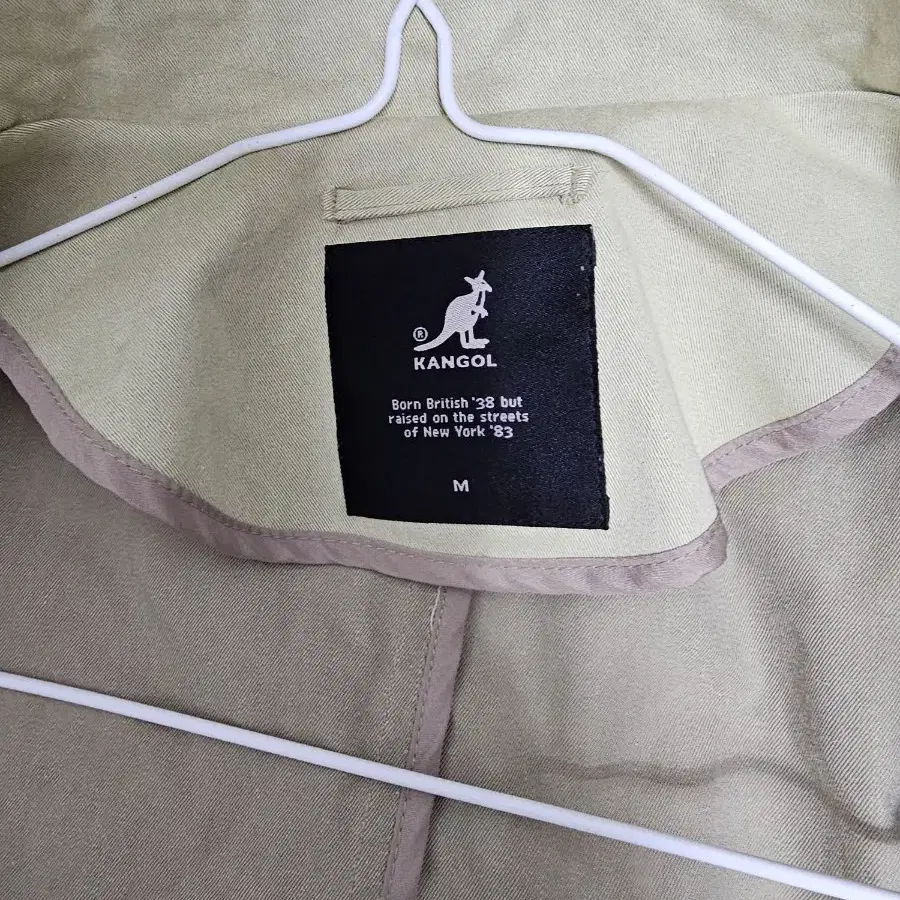 ®
KANGOL
Born British '38 but
raised on the streets
of New York '83
M